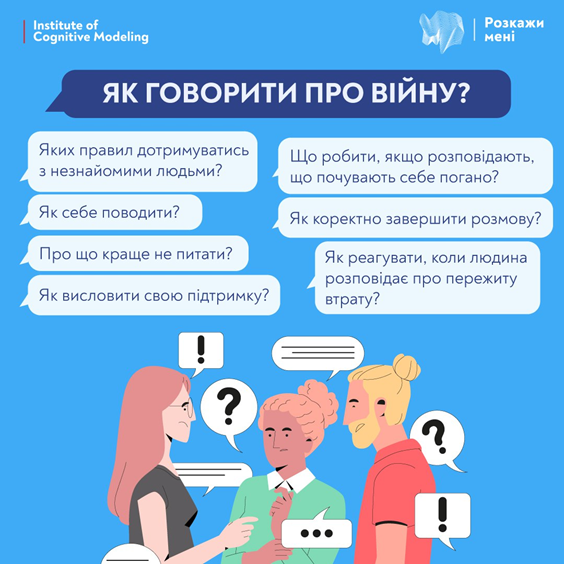 Institute of
Cognitive Modeling
Розкажи
мені
ЯК ГОВОРИТИ ПРО ВІЙНУ?
Яких правил дотримуватись
з незнайомими людьми?
Як себе поводити?
Про що краще не питати?
Як висловити свою підтримку?
Що робити, якщо розповідають,
що почувають себе погано?
Як коректно завершити розмову?
Як реагувати, коли людина
розповідає про пережиту
втрату?
!
?
?
!
...